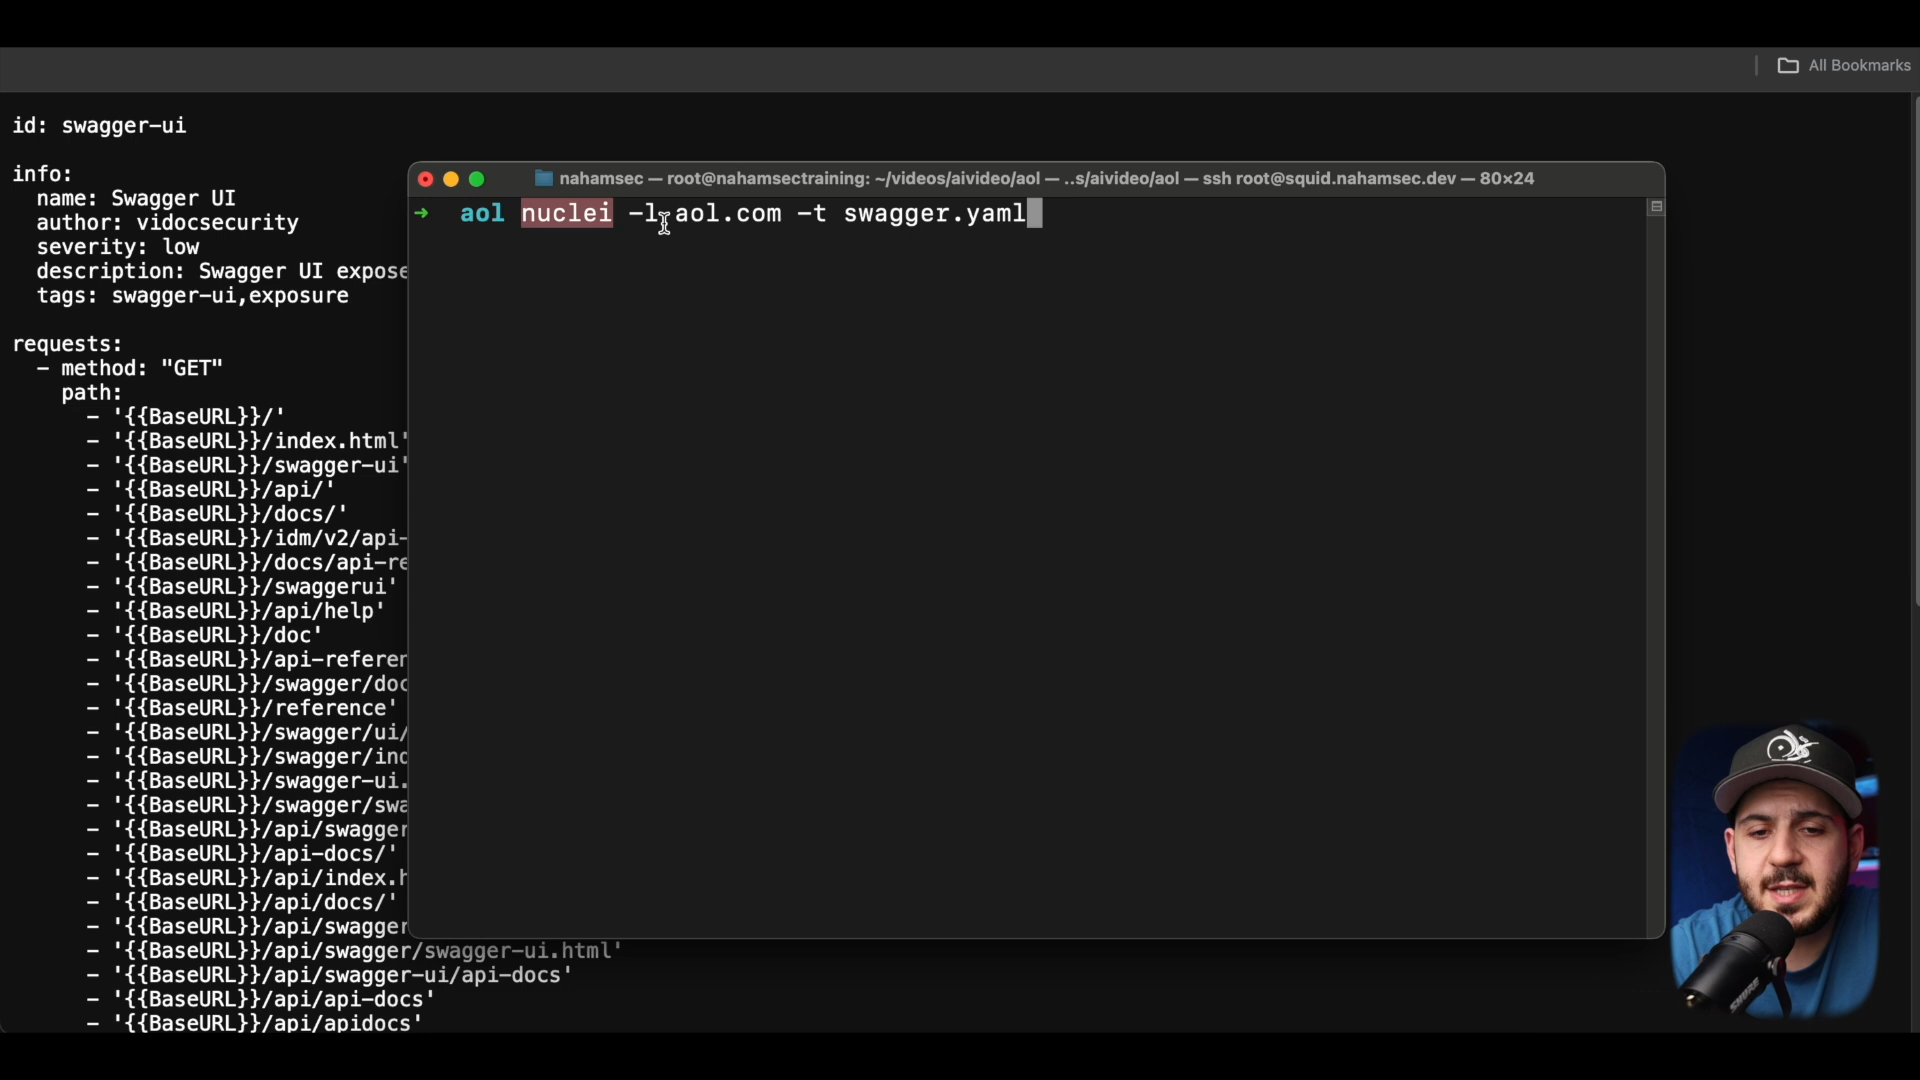 All Bookmarks
id: swagger-ui
info:
name: Swagger UI
author: vidocsecurity
severity: low
description: Swagger UI expose
tags: swagger-ui,exposure
requests:
- method: "GET"
path:
- '{{BaseURL}}/'
- '{{BaseURL}}/index.html'
- '{{BaseURL}}/swagger-ui'
- '{{BaseURL}}/api/'
- '{{BaseURL}}/docs/'
- '{{BaseURL}}/idm/v2/api-
- '{{BaseURL}}/docs/api-re
- '{{BaseURL}}/swaggerui'
- '{{BaseURL}}/api/help'
- '{{BaseURL}}/doc'
- '{{BaseURL}}/api-referen
- '{{BaseURL}}/swagger/doc
- '{{BaseURL}}/reference'
- '{{BaseURL}}/swagger/ui/
- '{{BaseURL}}/swagger/ind
- '{{BaseURL}}/swagger-ui.
- '{{BaseURL}}/swagger/swa
- '{{BaseURL}}/api/swagger
- '{{BaseURL}}/api-docs/'
- '{{BaseURL}}/api/index.h
- '{{BaseURL}}/api/docs/'
- '{{BaseURL}}/api/swagger
- '{{BaseURL}}/api/swagger/swagger-ui.html'
- '{{BaseURL}}/api/swagger-ui/api-docs'
- '{{BaseURL}}/api/api-docs'
- '{{BaseURL}}/api/apidocs'
nahamsec — root@nahamsectraining: ~/videos/aivideo/aol — ..s/aivideo/aol — ssh root@squid.nahamsec.dev — 80×24
➜ aol nuclei -l aol.com -t swagger.yaml
SHURE